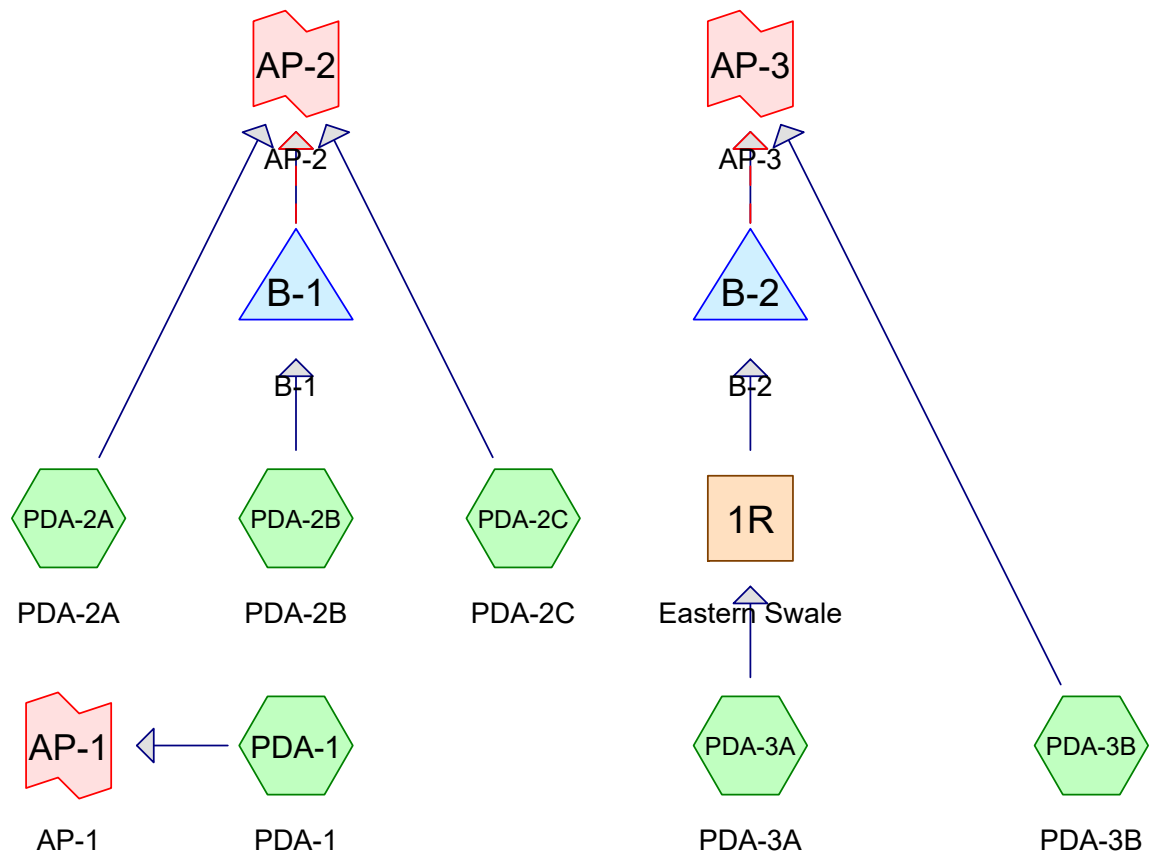 AP-2
AP-3
AP-2
AP-3
B-1
B-2
B-1
B-2
PDA-2A
PDA-2B
PDA-2C
1R
PDA-2A
PDA-2B
PDA-2C
Eastern Swale
AP-1
PDA-1
PDA-3A
PDA-3B
AP-1
PDA-1
PDA-3A
PDA-3B